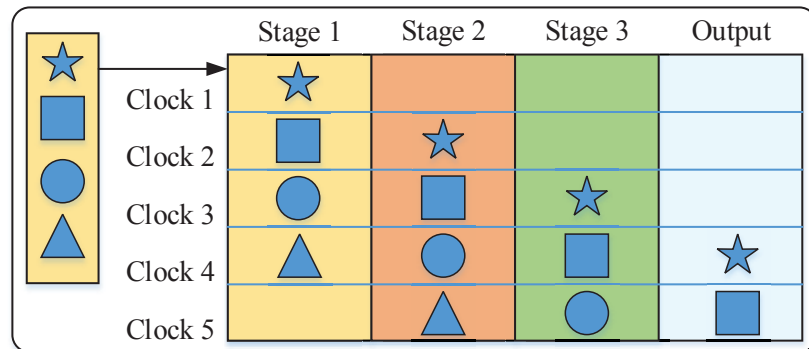 Stage 1 Stage 2 Stage 3 Output
Clock 1
Clock 2
Clock 3
Clock 4
Clock 5